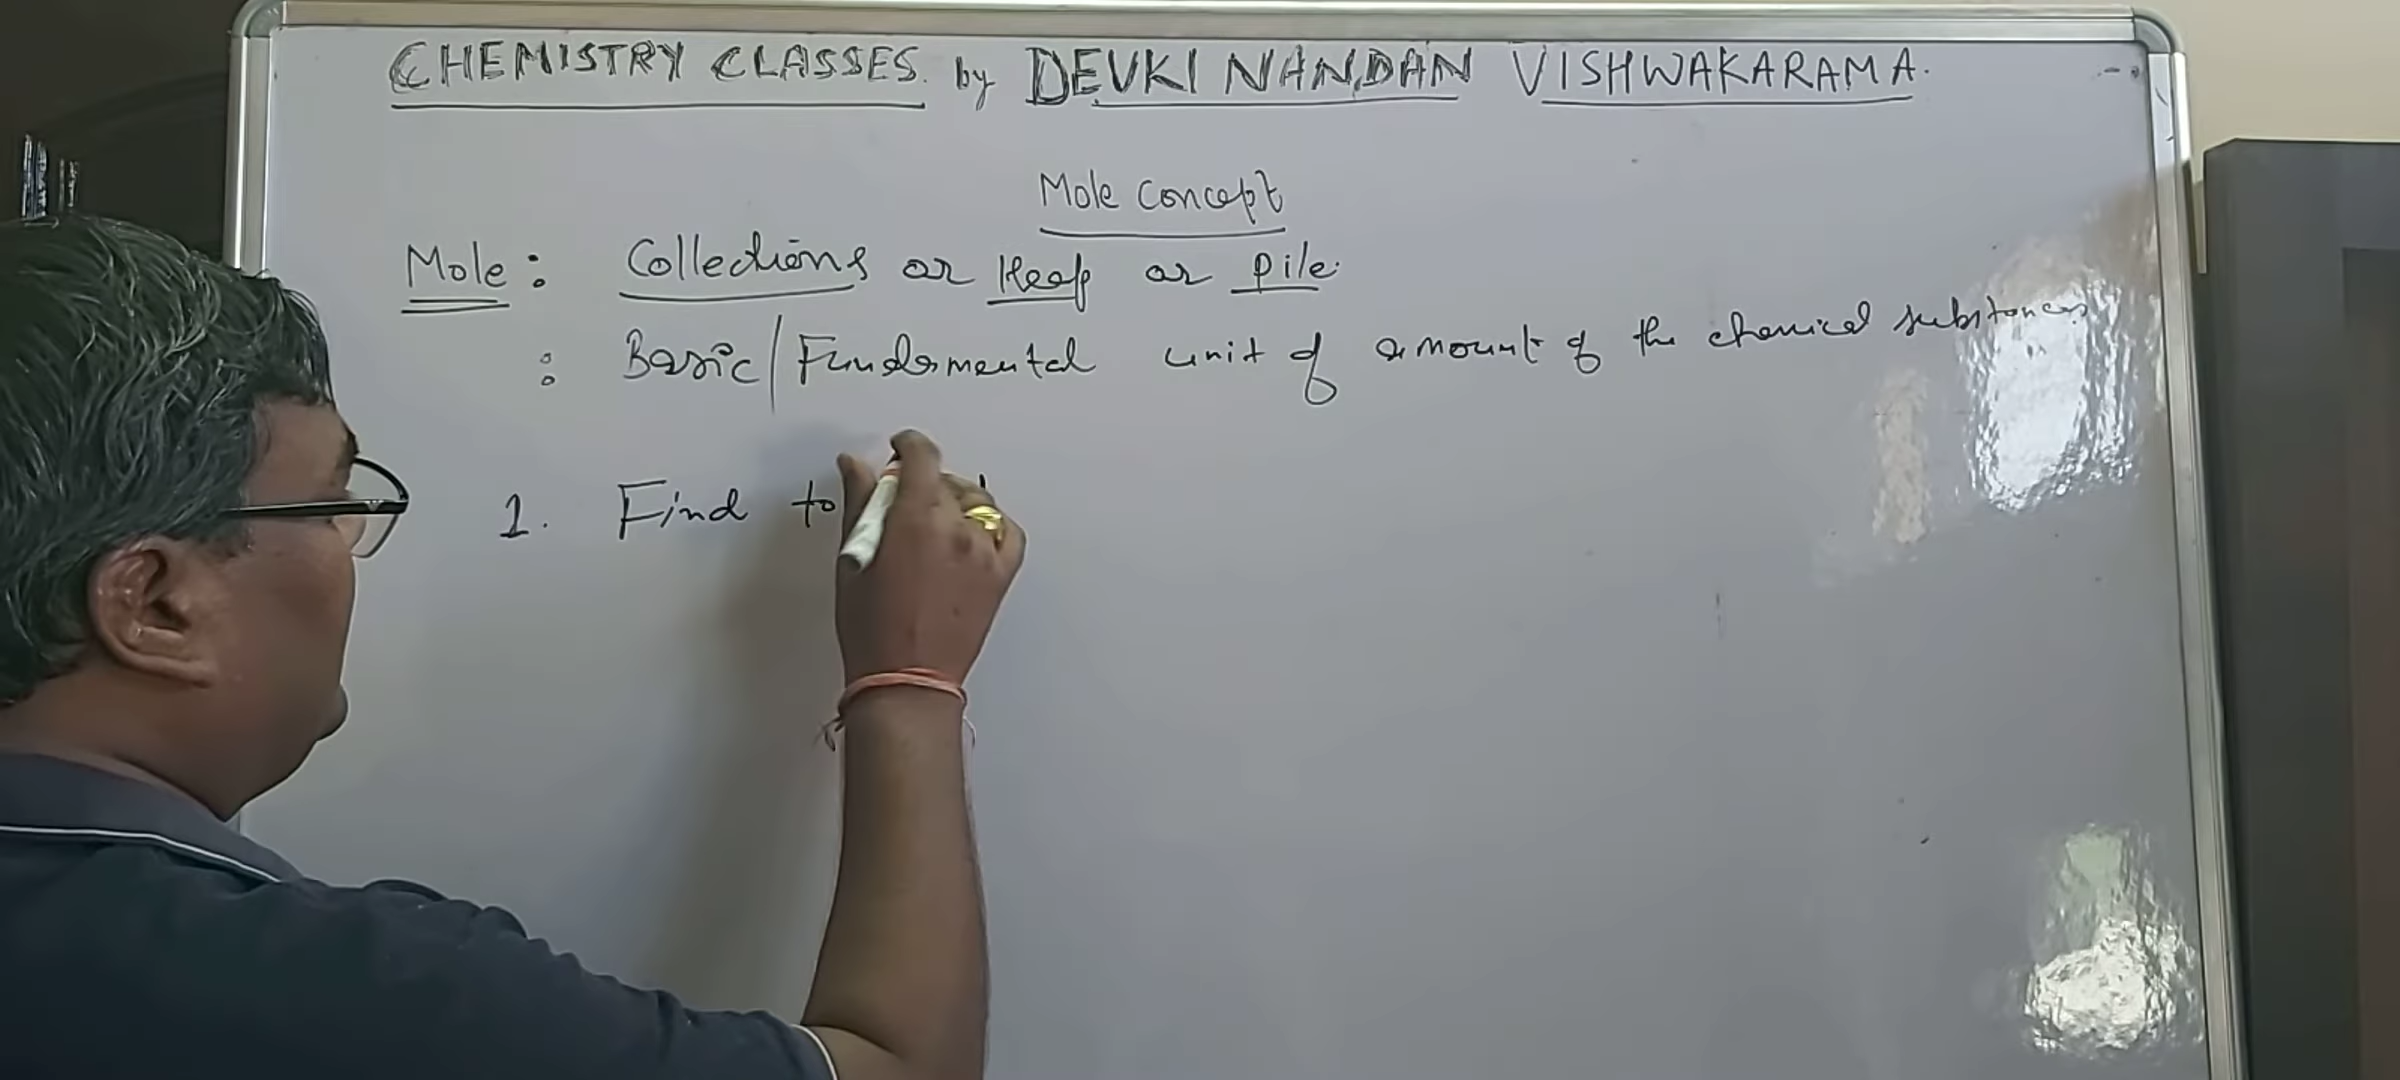 CHEMISTRY CLASSES. by DEVKI NANDAN VISHWAKARAMA.
Mole Concept
Mole : Collections or Heap or Pile.
: Basic/Fundamental unit of amount of the chemical substances
1. Find to